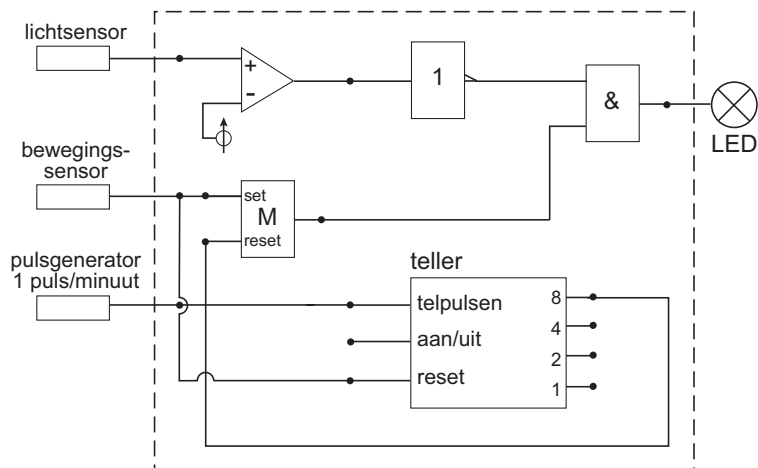 lichtsensor
+
-
1
&
LED
bewegings-
sensor
set
M
reset
pulsgenerator
1 puls/minuut
teller
telpulsen
aan/uit
reset
8
4
2
1